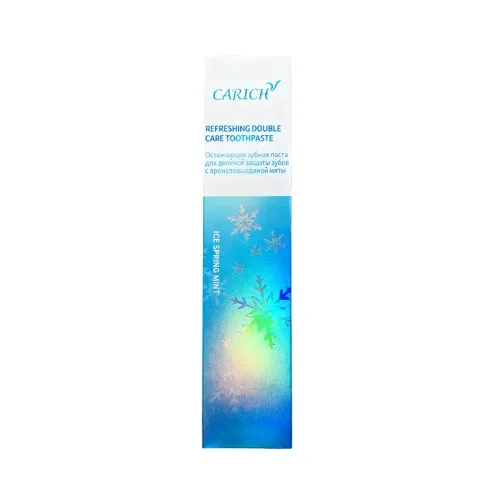 CARICH
REFRESHING DOUBLE
CARE TOOTHPASTE
Освежающая зубная паста
для двойной защиты зубов
с ароматом ледяной мяты
ICE SPRING MINT